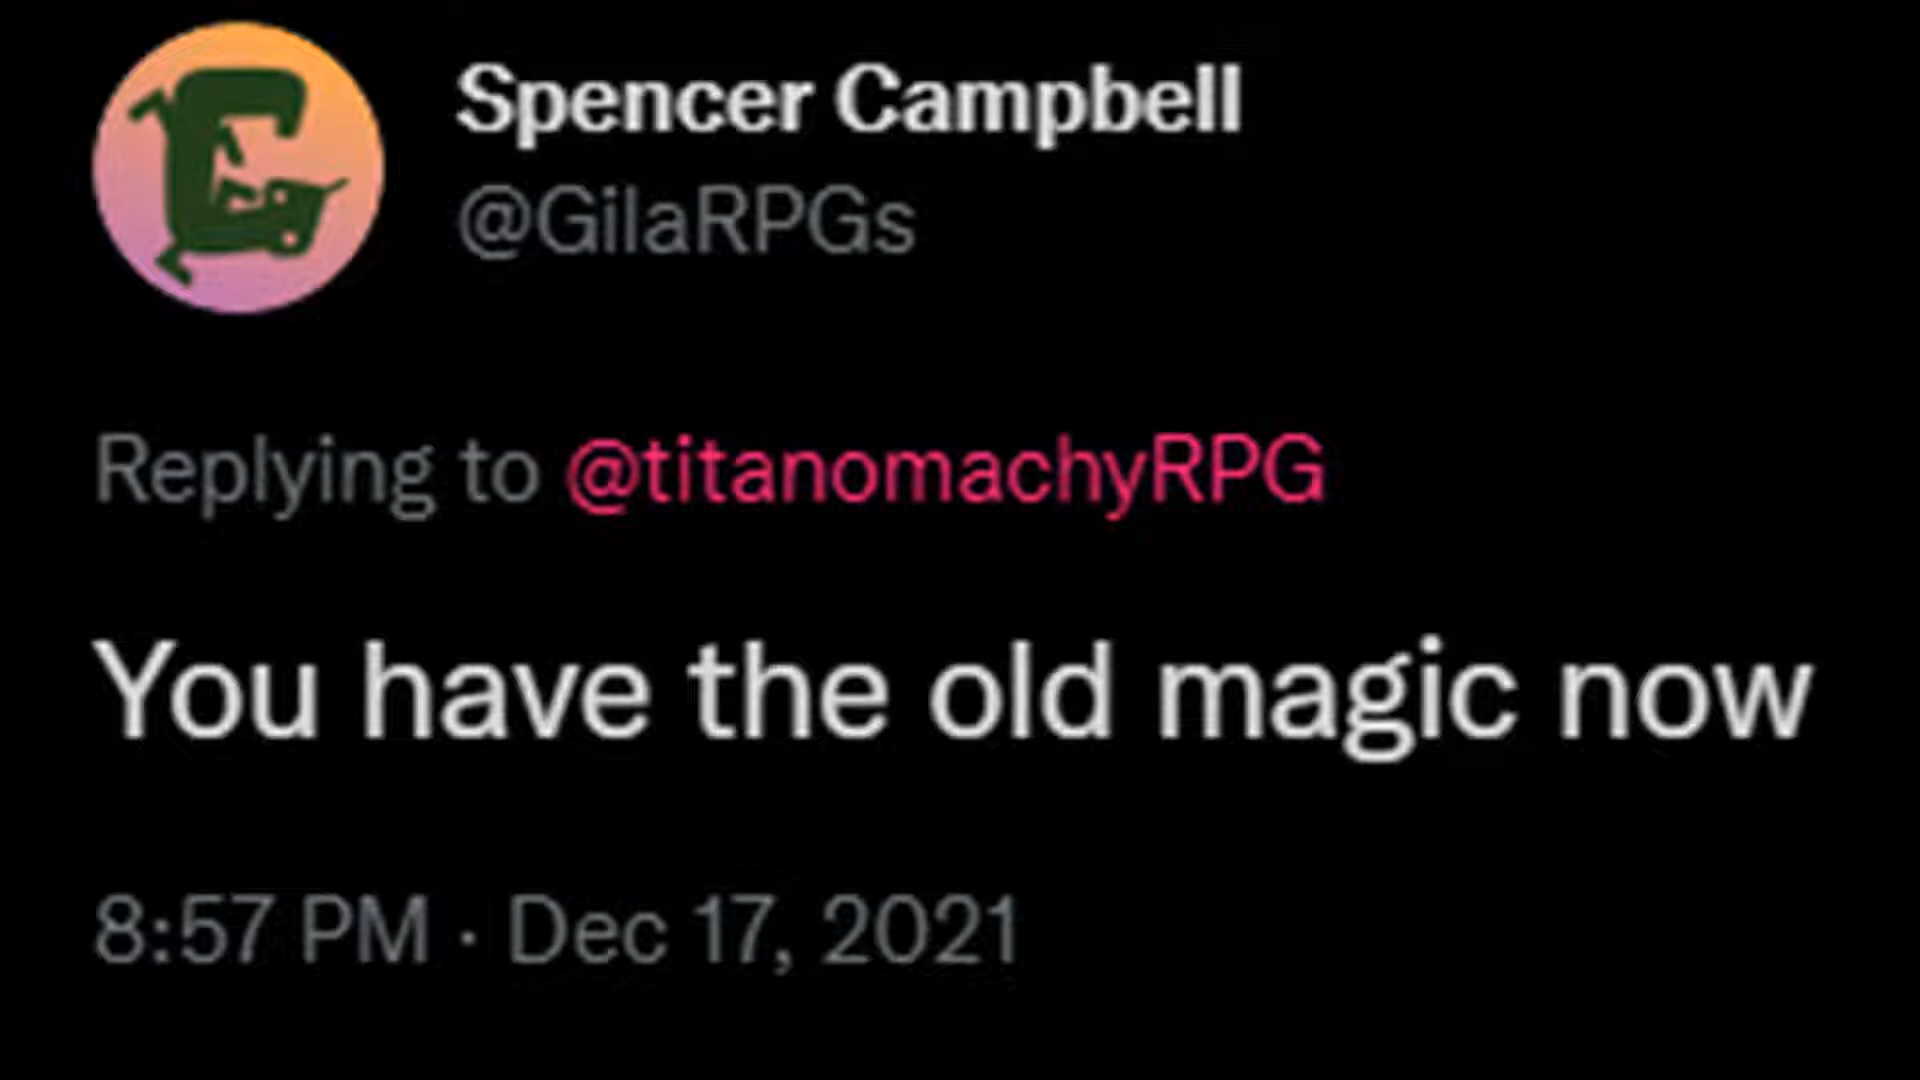 Spencer Campbell
@GilaRPGs
Replying to @titanomachyRPG
You have the old magic now
8:57 PM · Dec 17, 2021